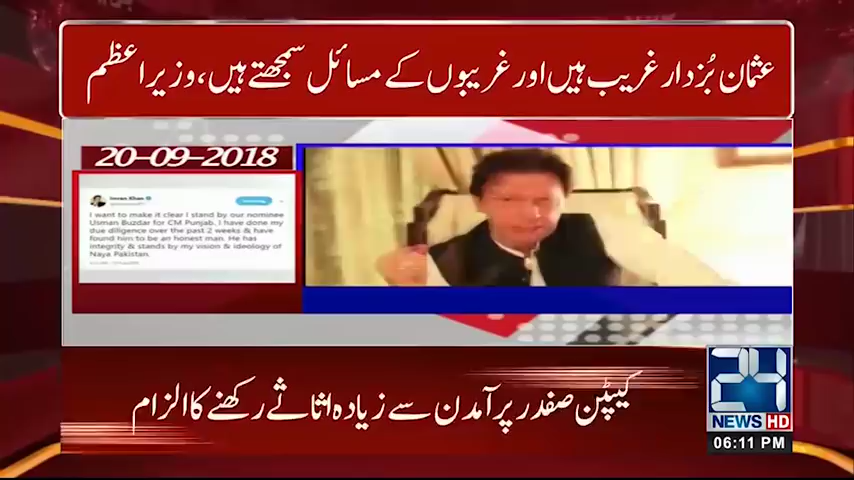 عثمان بُزدار غریب ہیں اور غریبوں کے مسائل سمجھتے ہیں، وزیراعظم
20-09-2018
Imran Khan
I want to make it clear I stand by our nominee
Usman Buzdar for CM Punjab. I have done my
due diligence over the past 2 weeks & have
found him to be an honest man. He has
integrity & stands by my vision & ideology of
Naya Pakistan.
کیپٹن صفدر پر آمدن سے زیادہ اثاثے رکھنے کا الزام
24
NEWS HD
06:11 PM